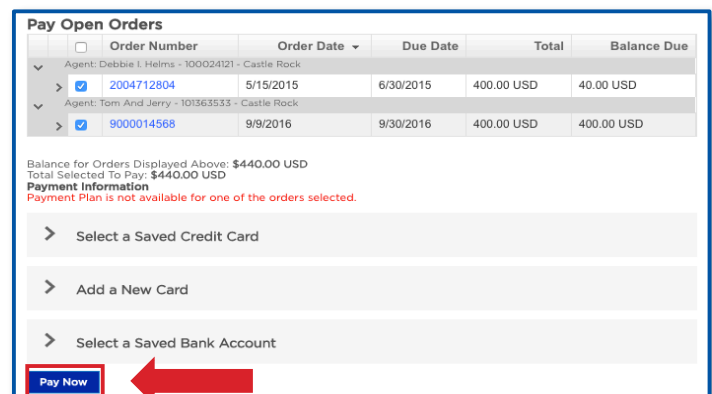 Pay Open Orders
Order Number Order Date Due Date Total Balance Due
Agent: Debbie I. Helms - 100024121 - Castle Rock
2004712804 5/15/2015 6/30/2015 400.00 USD 40.00 USD
Agent: Tom And Jerry - 101363533 - Castle Rock
9000014568 9/9/2016 9/30/2016 400.00 USD 400.00 USD
Balance for Orders Displayed Above: $440.00 USD
Total Selected To Pay: $440.00 USD
Payment Information
Payment Plan is not available for one of the orders selected.
Select a Saved Credit Card
Add a New Card
Select a Saved Bank Account
Pay Now